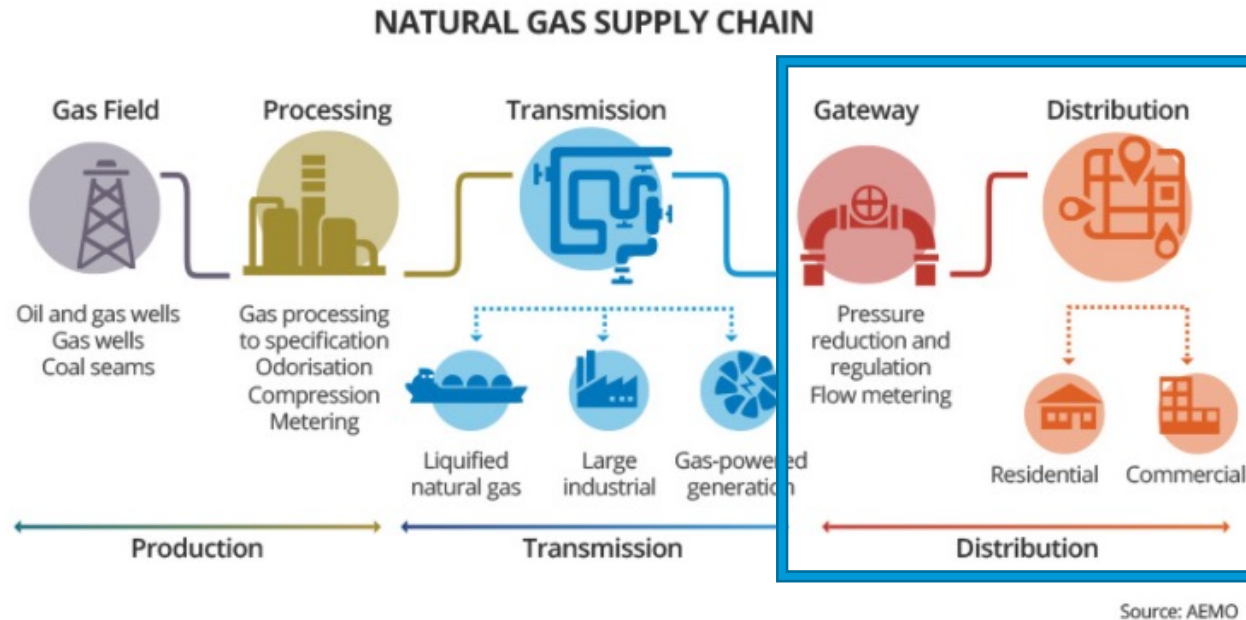 NATURAL GAS SUPPLY CHAIN
Gas Field
Processing
Transmission
Gateway
Distribution
Oil and gas wells
Gas wells
Coal seams
Gas processing
to specification
Odorisation
Compression
Metering
Liquified
natural gas
Large
industrial
Gas-powered
generation
Pressure
reduction and
regulation
Flow metering
Residential
Commercial
Production
Transmission
Distribution
Source: AEMO